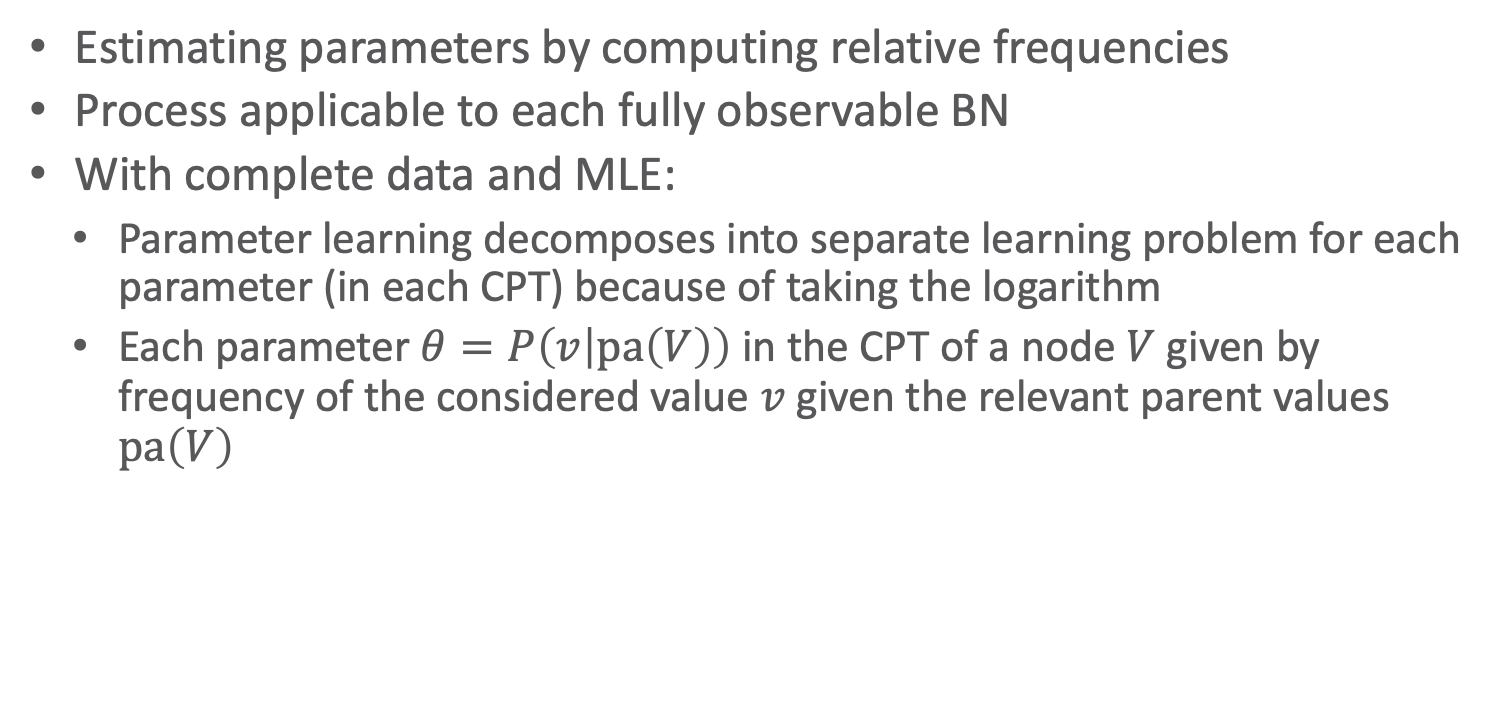 • Estimating parameters by computing relative frequencies
• Process applicable to each fully observable BN
• With complete data and MLE:
• Parameter learning decomposes into separate learning problem for each
parameter (in each CPT) because of taking the logarithm
• Each parameter 𝜃 = 𝑃(𝑣|pa(𝑉)) in the CPT of a node 𝑉 given by
frequency of the considered value 𝑣 given the relevant parent values
pa(𝑉)